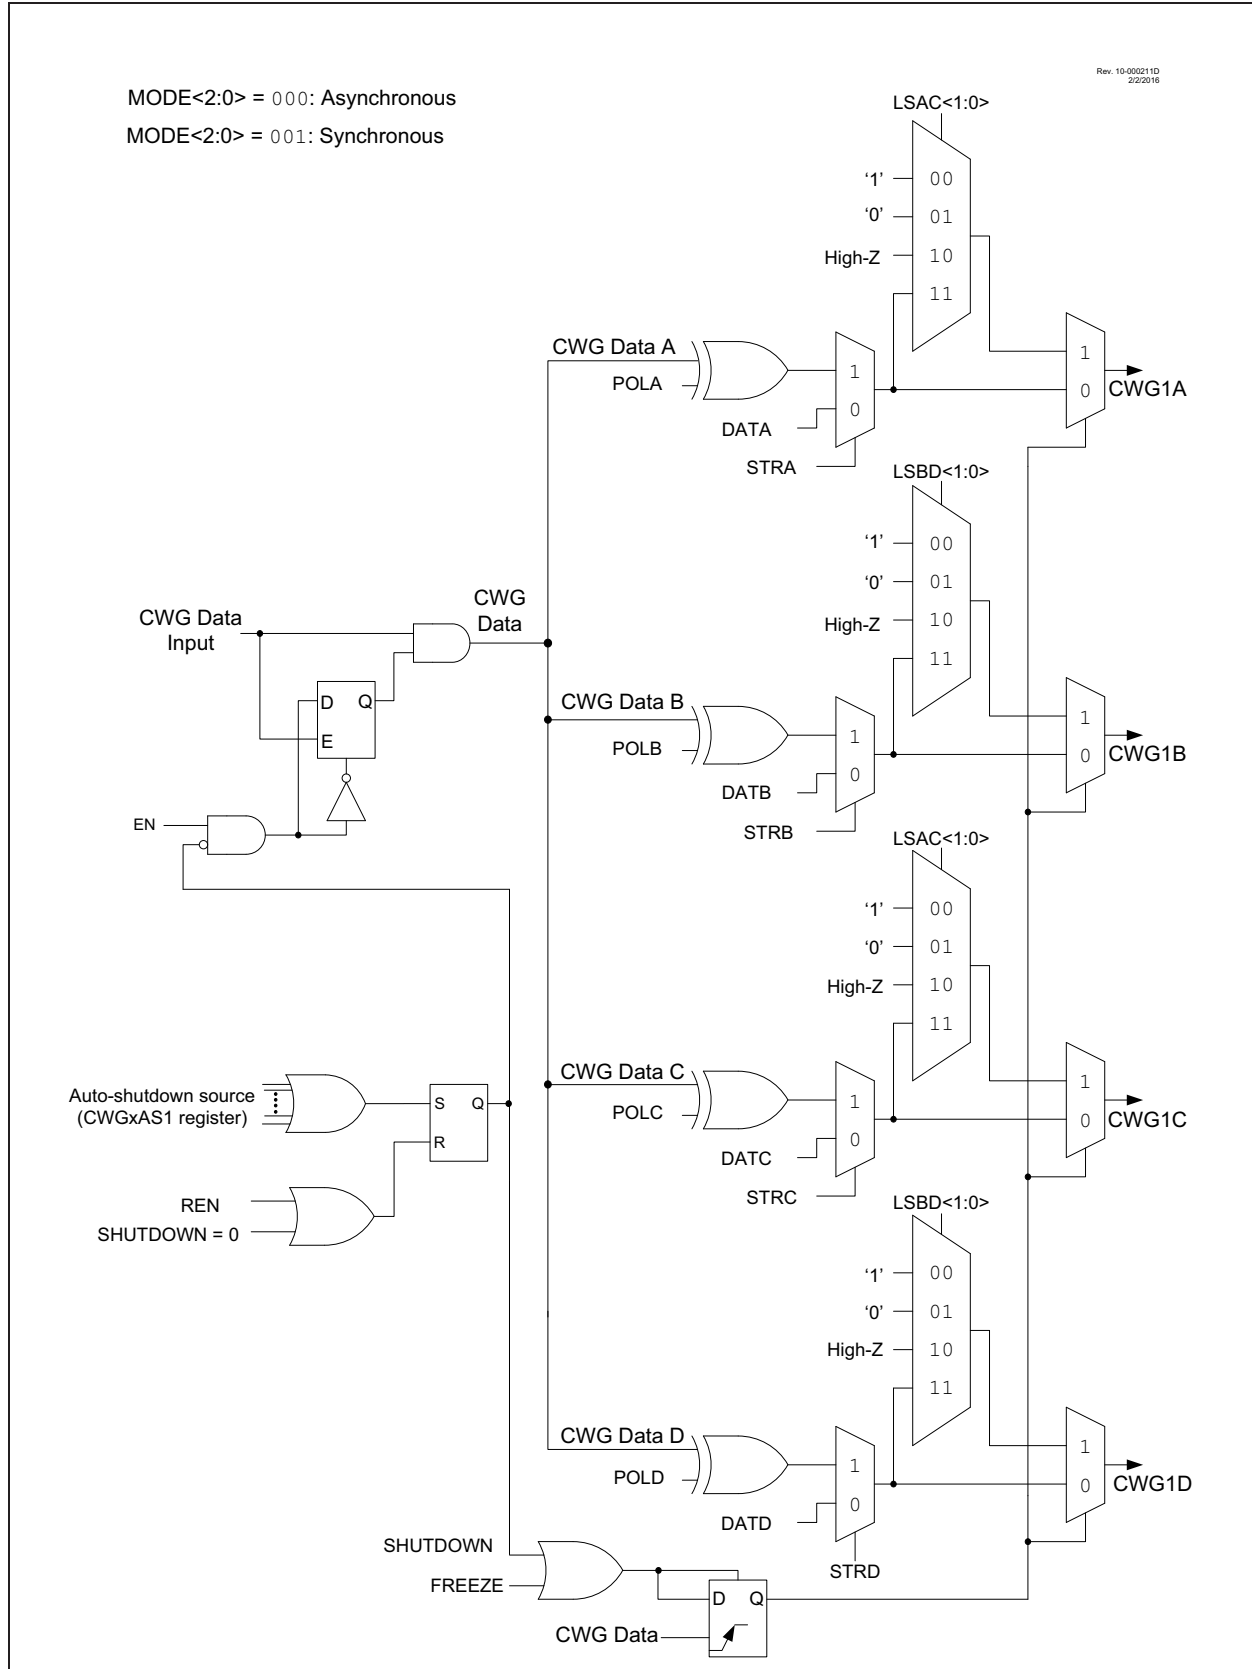 Rev. 10-000211D
2/2/2016
MODE<2:0> = 000: Asynchronous
MODE<2:0> = 001: Synchronous
LSAC<1:0>
'1'
00
'0'
01
High-Z
10
11
CWG Data A
POLA
1
0
DATA
STRA
1
0
CWG1A
LSBD<1:0>
'1'
00
'0'
01
High-Z
10
11
CWG Data Input
CWG Data
D
Q
E
EN
CWG Data B
POLB
1
0
DATB
STRB
1
0
CWG1B
LSAC<1:0>
'1'
00
'0'
01
High-Z
10
11
Auto-shutdown source
(CWGxAS1 register)
S
Q
R
REN
SHUTDOWN = 0
CWG Data C
POLC
1
0
DATC
STRC
1
0
CWG1C
LSBD<1:0>
'1'
00
'0'
01
High-Z
10
11
CWG Data D
POLD
1
0
DATD
STRD
1
0
CWG1D
SHUTDOWN
FREEZE
D
Q
CWG Data